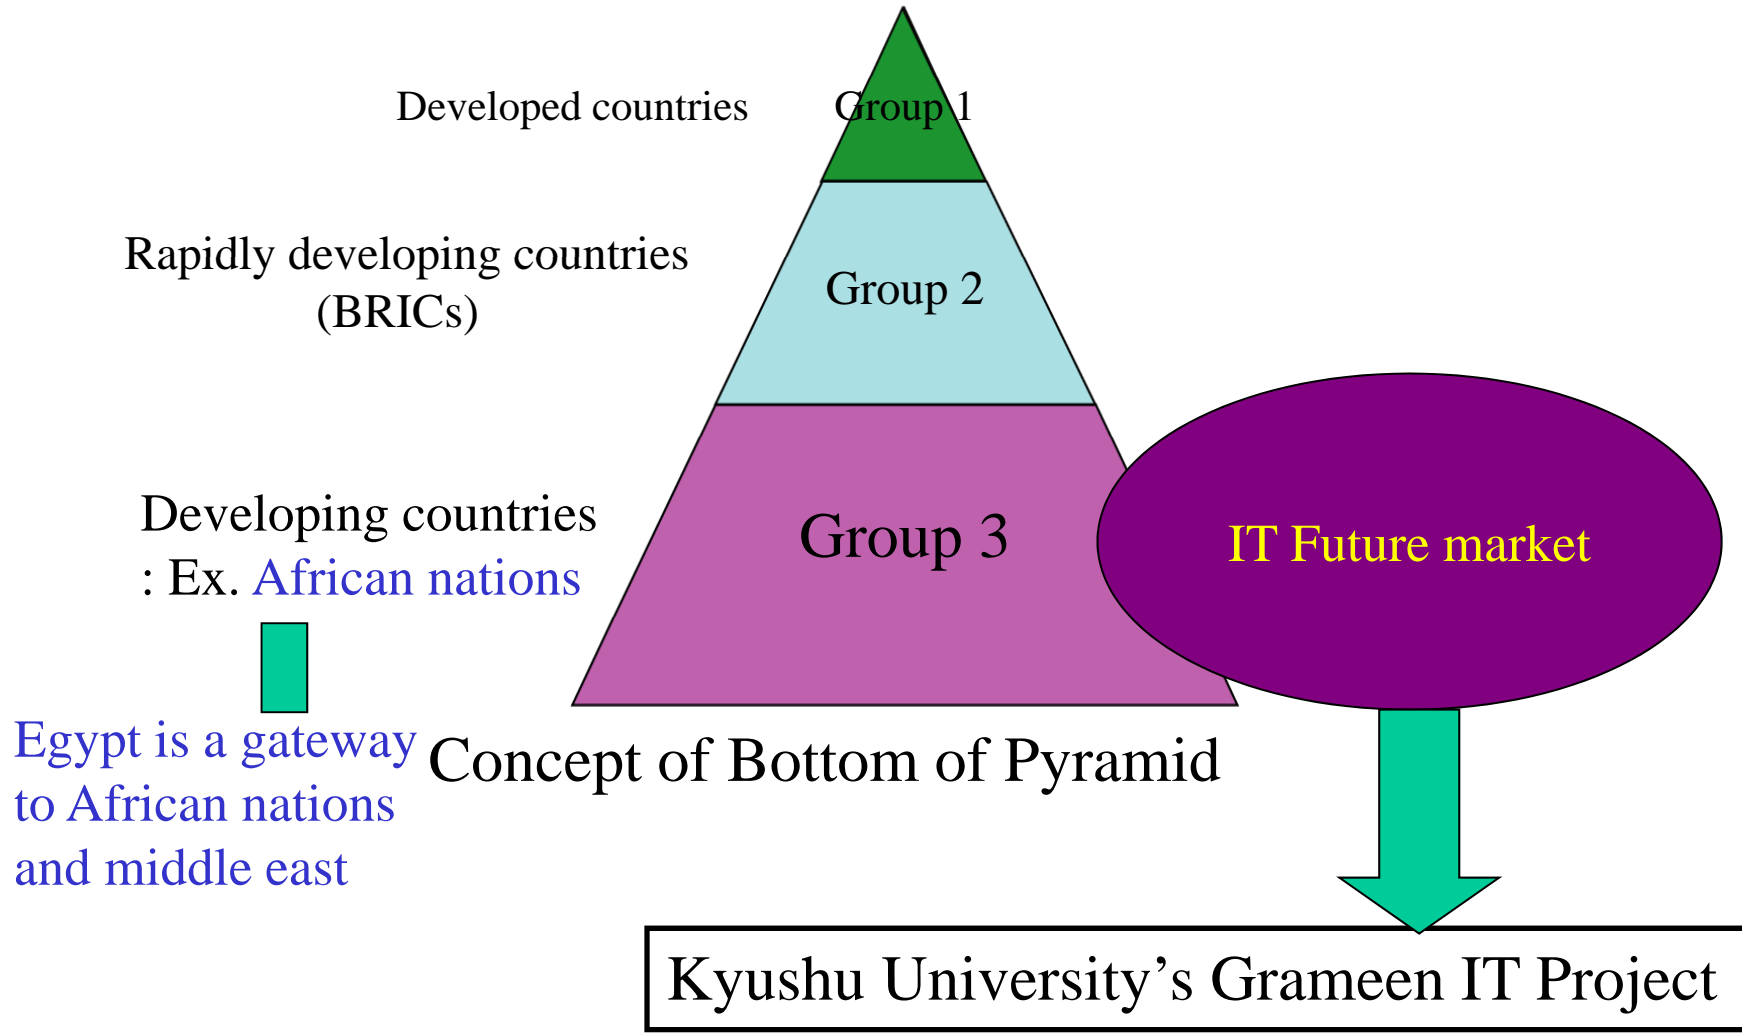 Developed countries
Group 1
Rapidly developing countries
(BRICs)
Group 2
Developing countries
: Ex. African nations
Group 3
IT Future market
Egypt is a gateway
to African nations
and middle east
Concept of Bottom of Pyramid
Kyushu University’s Grameen IT Project